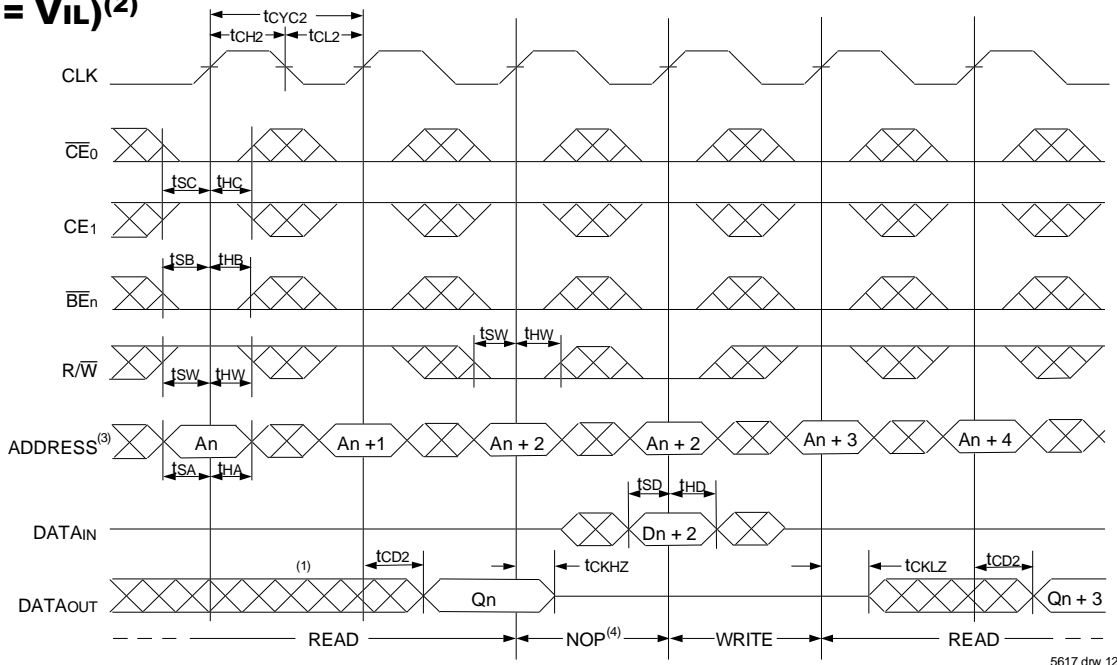 = VIL)(2)
tCYC2
tCH2 tCL2
CLK
CE0
tSC tHC
CE1
tSB tHB
BEn
tSW tHW
R/W
tSW tHW
ADDRESS(3) An An +1 An + 2 An + 2 An + 3 An + 4
tSA tHA
tSD tHD
DATAIN Dn + 2
(1) tCD2 tCKHZ tCKLZ tCD2
DATAOUT Qn Qn + 3
READ NOP(4) WRITE READ
5617 drw 12